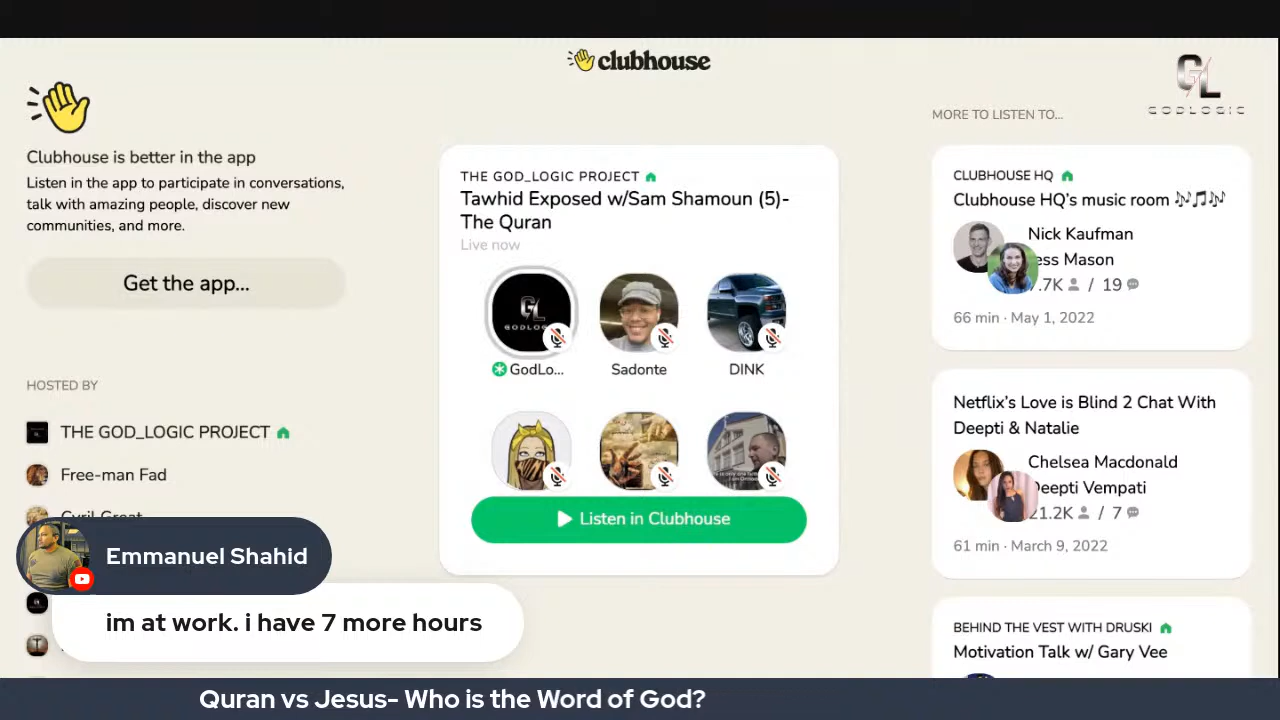 clubhouse
GL
GODLOGIC
Clubhouse is better in the app
Listen in the app to participate in conversations,
talk with amazing people, discover new
communities, and more.
Get the app...
HOSTED BY
THE GOD_LOGIC PROJECT
Free-man Fad
Cyril Great
THE GOD_LOGIC PROJECT
Tawhid Exposed w/Sam Shamoun (5)-
The Quran
Live now
GL
GodLo...
Sadonte
DINK
Listen in Clubhouse
MORE TO LISTEN TO...
CLUBHOUSE HQ
Clubhouse HQ's music room 🎶🎵🎶
Nick Kaufman
ess Mason
.7K / 19
66 min · May 1, 2022
Netflix's Love is Blind 2 Chat With
Deepti & Natalie
Chelsea Macdonald
Deepti Vempati
21.2K / 7
61 min · March 9, 2022
BEHIND THE VEST WITH DRUSKI
Motivation Talk w/ Gary Vee
Emmanuel Shahid
im at work. i have 7 more hours
Quran vs Jesus- Who is the Word of God?